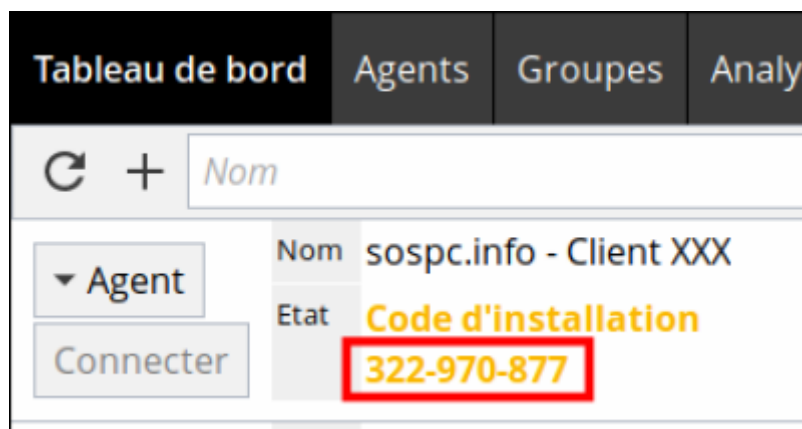 Tableau de bord Agents Groupes Analy
Nom
Agent
Connecter
Nom sospc.info - Client XXX
Etat Code d'installation
322-970-877